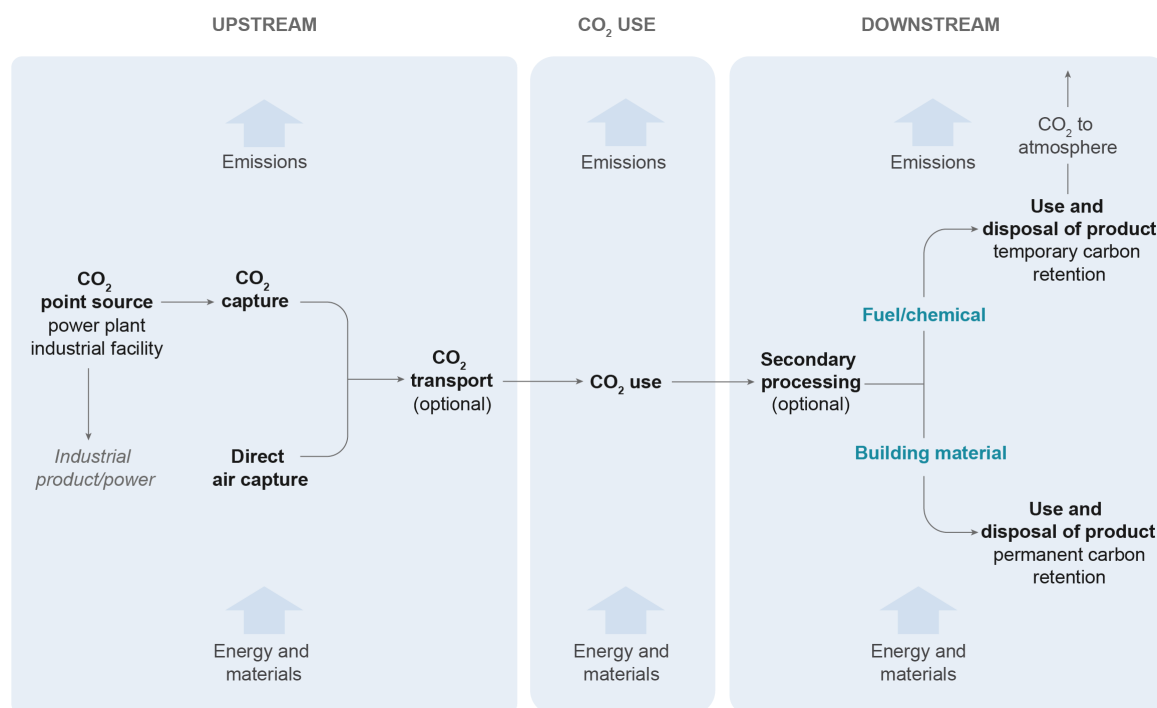 UPSTREAM
CO₂ USE
DOWNSTREAM
Emissions
Emissions
Emissions
CO₂ to
atmosphere
Use and
disposal of product
temporary carbon
retention
CO₂
point source
power plant
industrial facility
CO₂
capture
Fuel/chemical
CO₂
transport
(optional)
CO₂ use
Secondary
processing
(optional)
Industrial
product/power
Direct
air capture
Building material
Use and
disposal of product
permanent carbon
retention
Energy and
materials
Energy and
materials
Energy and
materials